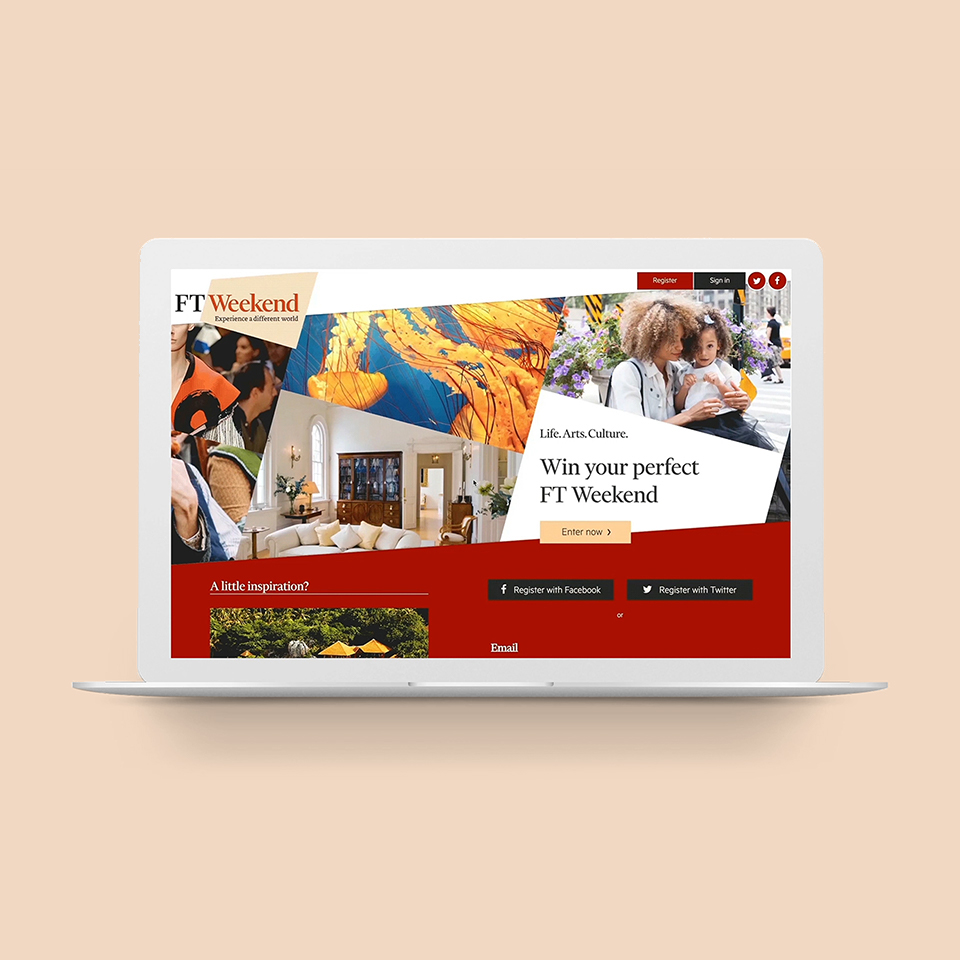 Register
Sign in
FT Weekend
Experience a different world
Life. Arts. Culture.
Win your perfect
FT Weekend
Enter now ›
A little inspiration?
Register with Facebook
Register with Twitter
or
Email